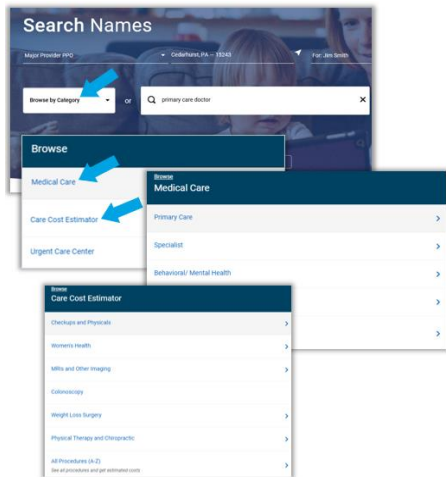 Search Names
Major Provider PPO
Cedarhurst, PA — 15243
For: Jim Smith
Browse by Category
or
primary care doctor
Browse
Medical Care
Care Cost Estimator
Urgent Care Center
Browse
Medical Care
Primary Care
Specialist
Behavioral/ Mental Health
Browse
Care Cost Estimator
Checkups and Physicals
Women's Health
MRIs and Other Imaging
Colonoscopy
Weight Loss Surgery
Physical Therapy and Chiropractic
All Procedures (A-Z)
See all procedures and get estimated costs